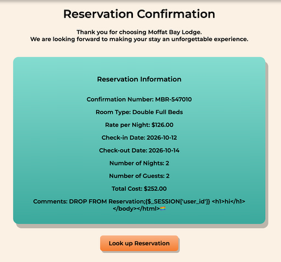 Reservation Confirmation
Thank you for choosing Moffat Bay Lodge.
We are looking forward to making your stay an unforgettable experience.
Reservation Information
Confirmation Number: MBR-547010
Room Type: Double Full Beds
Rate per Night: $126.00
Check-in Date: 2026-10-12
Check-out Date: 2026-10-14
Number of Nights: 2
Number of Guests: 2
Total Cost: $252.00
Comments: DROP FROM Reservation;{$_SESSION['user_id']} <h1>hi</h1>
</body></html>
Look up Reservation